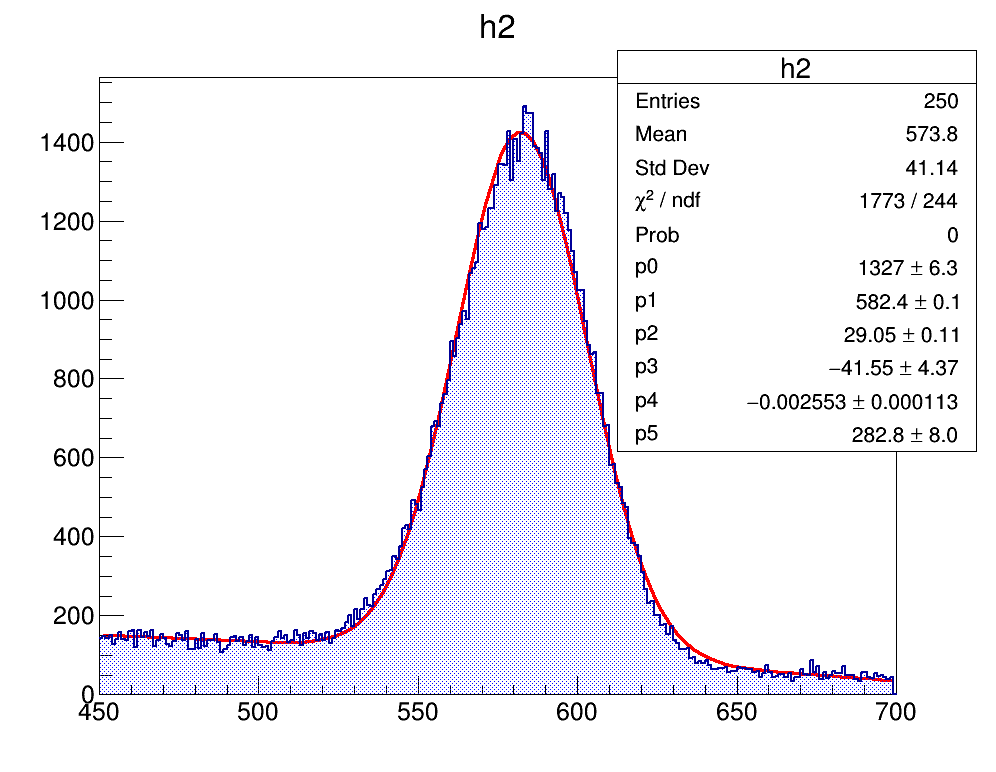 h2
h2
Entries 250
Mean 573.8
Std Dev 41.14
χ² / ndf 1773 / 244
Prob 0
p0 1327 ± 6.3
p1 582.4 ± 0.1
p2 29.05 ± 0.11
p3 −41.55 ± 4.37
p4 −0.002553 ± 0.000113
p5 282.8 ± 8.0
1400
1200
1000
800
600
400
200
0
450 500 550 600 650 700